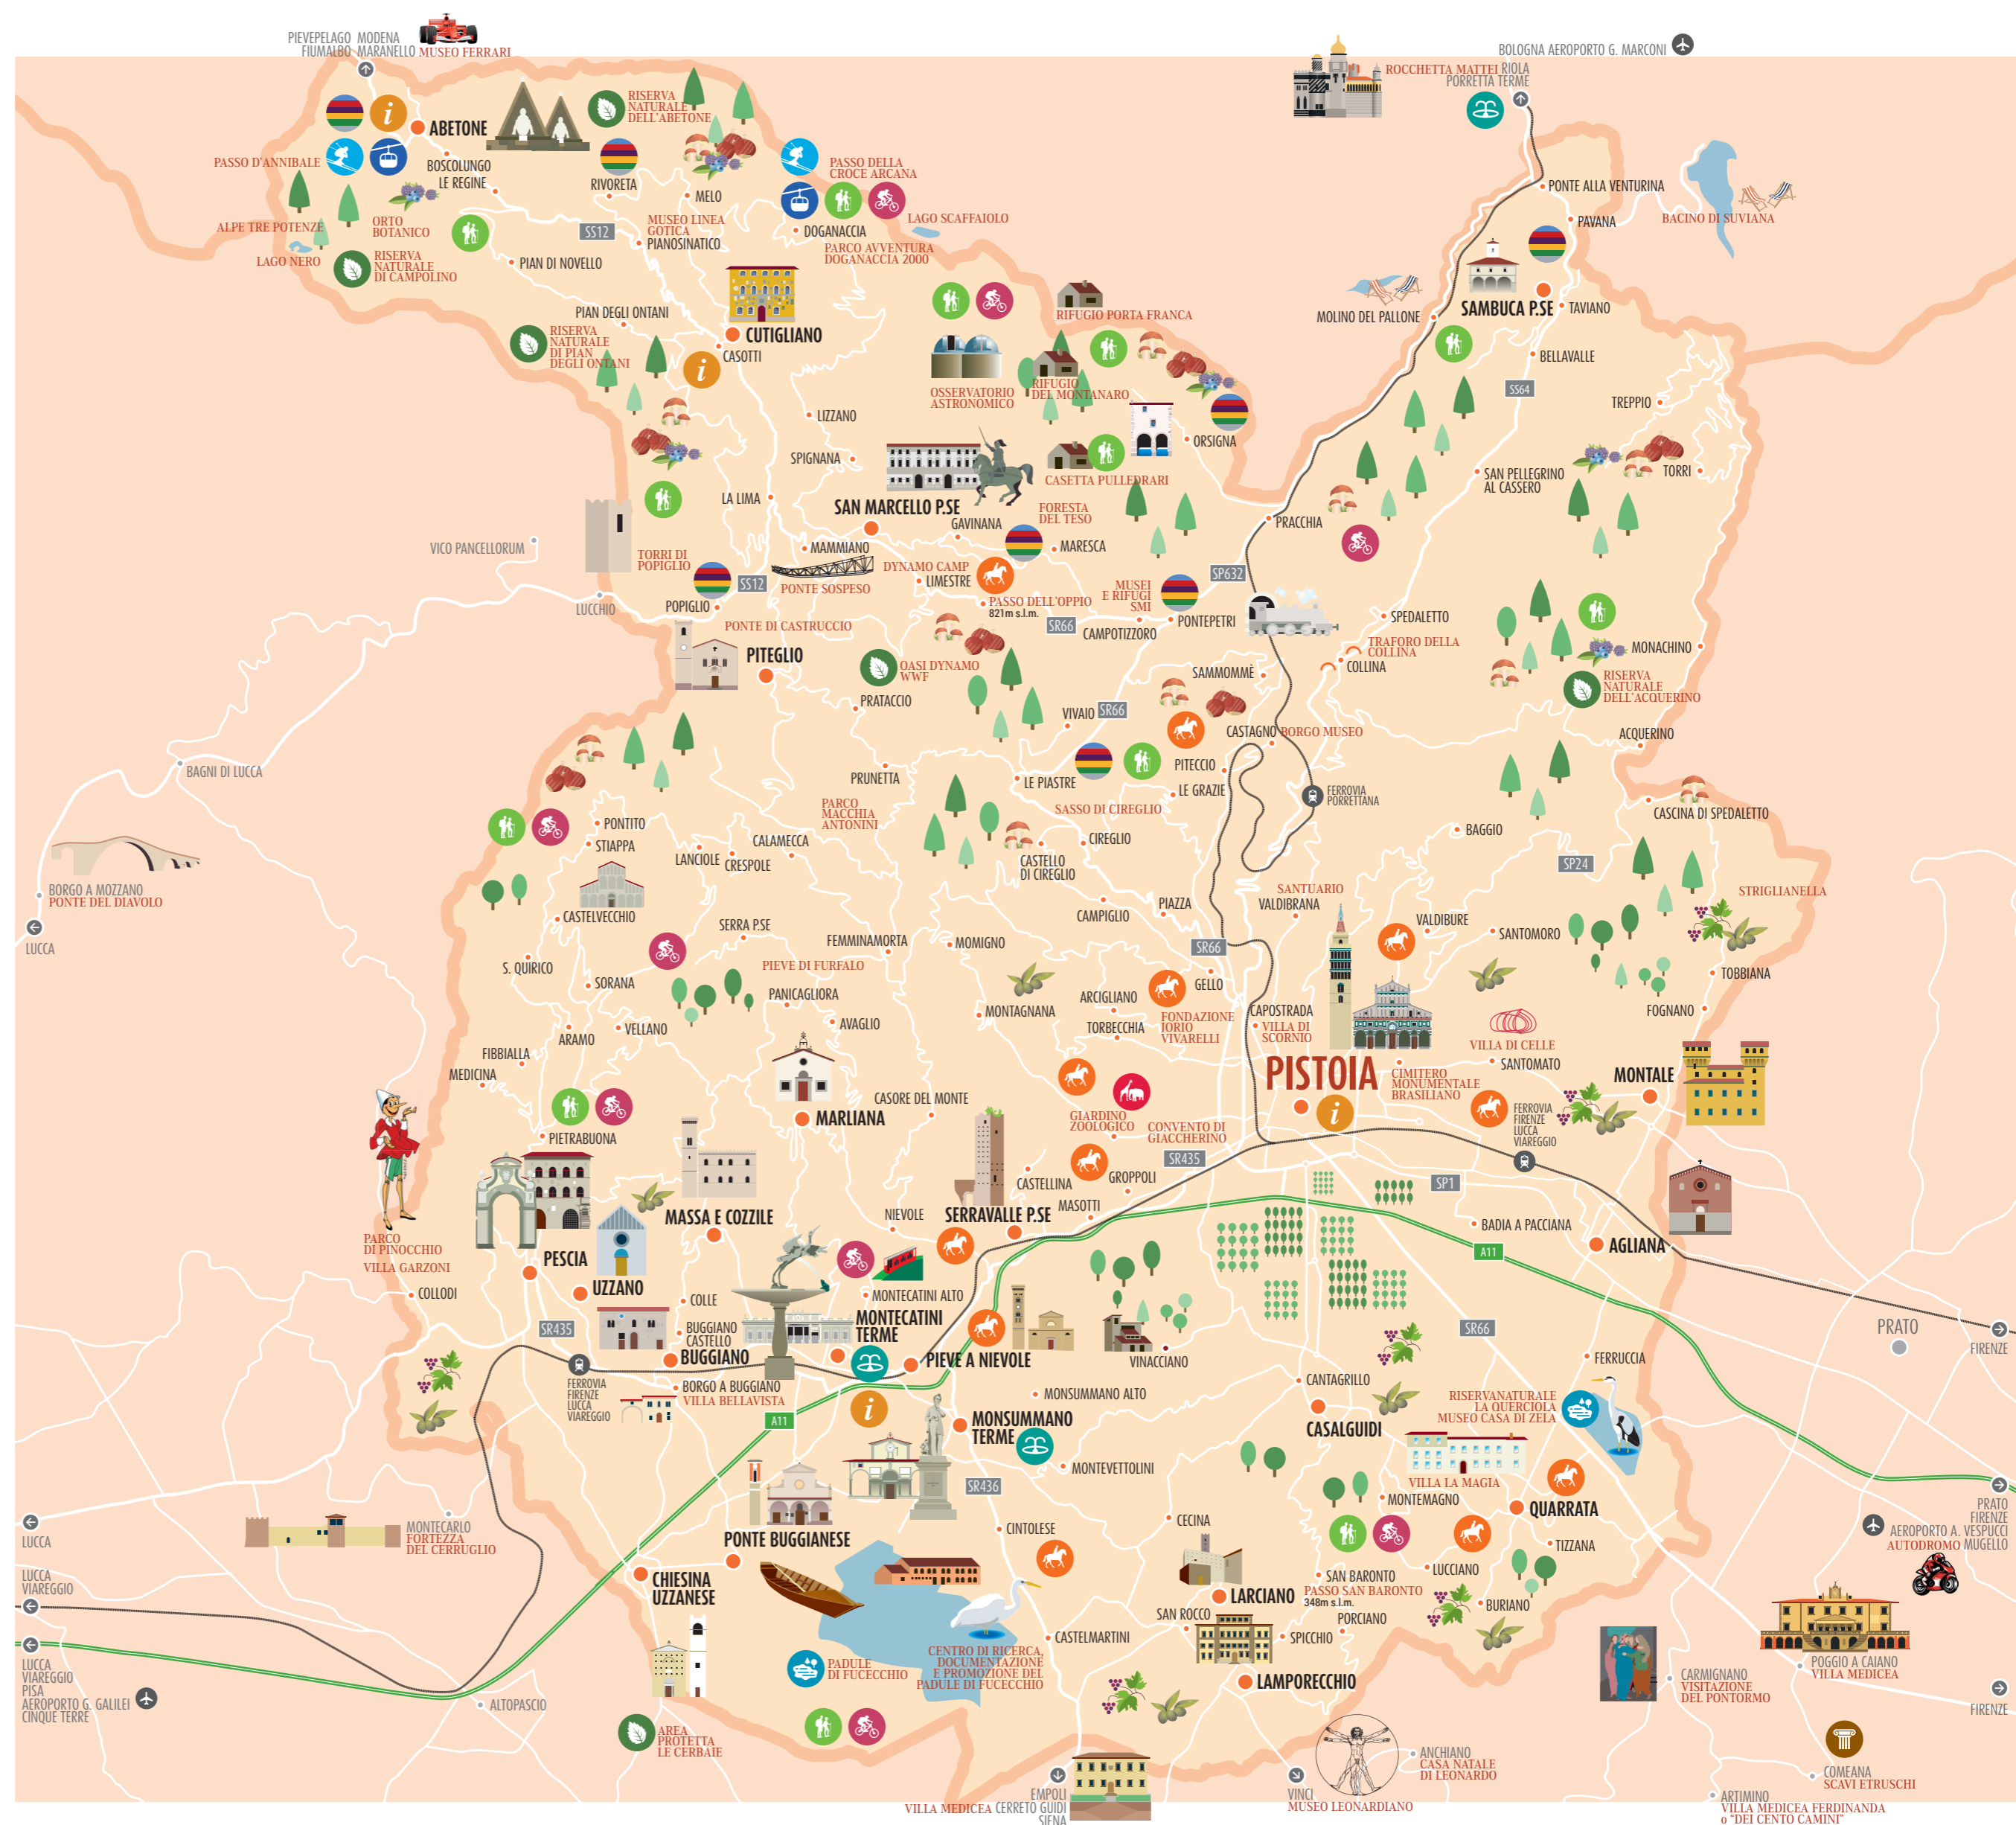 PIEVEPELAGO MODENA
FIUMALBO MARANELLO MUSEO FERRARI
BOLOGNA AEROPORTO G. MARCONI
ROCCHETTA MATTEI RIOLA
PORRETTA TERME
RISERVA
NATURALE
DELL'ABETONE
i
ABETONE
PASSO D'ANNIBALE
BOSCOLUNGO
LE REGINE
RIVORETA
MELO
PASSO DELLA
CROCE ARCANA
PONTE ALLA VENTURINA
ALPE TRE POTENZE
ORTO
BOTANICO
LAGO NERO
RISERVA
NATURALE
DI CAMPOLINO
SS12
MUSEO LINEA
GOTICA
PIANOSINATICO
PIAN DI NOVELLO
DOGANACCIA
LAGO SCAFFAIOLO
PARCO AVVENTURA
DOGANACCIA 2000
PAVANA
BACINO DI SUVIANA
PIAN DEGLI ONTANI
RISERVA
NATURALE
DI PIAN
DEGLI ONTANI
CUTIGLIANO
CASOTTI
i
RIFUGIO PORTA FRANCA
MOLINO DEL PALLONE
SAMBUCA P.SE
TAVIANO
BELLAVALLE
SS64
OSSERVATORIO
ASTRONOMICO
RIFUGIO
DEL MONTANARO
TREPPIO
LIZZANO
ORSIGNA
SPIGNANA
CASETTA PULLEDRARI
SAN PELLEGRINO
AL CASSERO
TORRI
LA LIMA
SAN MARCELLO P.SE
GAVINANA
FORESTA
DEL TESO
PRACCHIA
VICO PANCELLORUM
MAMMIANO
MARESCA
TORRI DI
POPIGLIO
DYNAMO CAMP
LIMESTRE
SS12
PONTE SOSPESO
SP632
MUSEI
E RIFUGI
SMI
LUCCHIO
POPIGLIO
PASSO DELL'OPPIO
821m s.l.m.
SR66
CAMPOTIZZORO
PONTEPETRI
SPEDALETTO
PONTE DI CASTRUCCIO
PITEGLIO
TRAFORO DELLA
COLLINA
COLLINA
MONACHINO
OASI DYNAMO
WWF
SAMMOMMÈ
RISERVA
NATURALE
DELL'ACQUERINO
PRATACCIO
VIVAIO
SR66
CASTAGNO BORGO MUSEO
ACQUERINO
BAGNI DI LUCCA
PRUNETTA
LE PIASTRE
PITECCIO
LE GRAZIE
FERROVIA
PORRETTANA
PARCO
MACCHIA
ANTONINI
SASSO DI CIREGLIO
CASCINA DI SPEDALETTO
PONTITO
STIAPPA
LANCIOLE
CRESPOLE
CALAMECCA
CIREGLIO
CASTELLO
DI CIREGLIO
BAGGIO
SP24
BORGO A MOZZANO
PONTE DEL DIAVOLO
STRIGLIANELLA
LUCCA
CASTELVECCHIO
SERRA P.SE
CAMPIGLIO
PIAZZA
SANTUARIO
VALDIBRANA
VALDIBURE
SANTOMORO
FEMMINAMORTA
MOMIGNO
SR66
S. QUIRICO
SORANA
PIEVE DI FURFALO
PANICAGLIORA
TOBBIANA
GELLO
ARCIGLIANO
MONTAGNANA
FOGNANO
VELLANO
AVAGLIO
TORBECCHIA
FONDAZIONE
JORIO
VIVARELLI
CAPOSTRADA
VILLA DI
SCORNIO
ARAMO
VILLA DI CELLE
FIBBIALLA
SANTOMATO
MEDICINA
PISTOIA
i
CIMITERO
MONUMENTALE
BRASILIANO
MONTALE
MARLIANA
CASORE DEL MONTE
GIARDINO
ZOOLOGICO
CONVENTO DI
GIACCHERINO
FERROVIA
FIRENZE
LUCCA
VIAREGGIO
PIETRABUONA
SR435
CASTELLINA
GROPPOLI
SP1
MASOTTI
MASSA E COZZILE
NIEVOLE
SERRAVALLE P.SE
BADIA A PACCIANA
PARCO
DI PINOCCHIO
VILLA GARZONI
PESCIA
AGLIANA
A11
COLLODI
UZZANO
COLLE
MONTECATINI ALTO
SR435
BUGGIANO
CASTELLO
MONTECATINI
TERME
SR66
PRATO
FIRENZE
BUGGIANO
PIEVE A NIEVOLE
VINACCIANO
FERRUCCIA
FERROVIA
FIRENZE
LUCCA
VIAREGGIO
BORGO A BUGGIANO
VILLA BELLAVISTA
CANTAGRILLO
MONSUMMANO ALTO
A11
i
MONSUMMANO
TERME
CASALGUIDI
RISERVANATURALE
LA QUERCIOLA
MUSEO CASA DI ZELA
MONTEVETTOLINI
VILLA LA MAGIA
SR436
MONTEMAGNO
QUARRATA
PRATO
FIRENZE
AEROPORTO A. VESPUCCI
AUTODROMO MUGELLO
MONTECARLO
FORTEZZA
DEL CERRUGLIO
LUCCA
PONTE BUGGIANESE
CINTOLESE
CECINA
TIZZANA
LUCCA
VIAREGGIO
CHIESINA
UZZANESE
LARCIANO
SAN BARONTO
PASSO SAN BARONTO
348m s.l.m.
LUCCIANO
BURIANO
SAN ROCCO
PORCIANO
SPICCHIO
CASTELMARTINI
CENTRO DI RICERCA,
DOCUMENTAZIONE
E PROMOZIONE DEL
PADULE DI FUCECCHIO
PADULE
DI FUCECCHIO
LAMPORECCHIO
POGGIO A CAIANO
VILLA MEDICEA
CARMIGNANO
VISITAZIONE
DEL PONTORMO
LUCCA
VIAREGGIO
PISA
AEROPORTO G. GALILEI
CINQUE TERRE
ALTOPASCIO
FIRENZE
AREA
PROTETTA
LE CERBAIE
ANCHIANO
CASA NATALE
DI LEONARDO
COMEANA
SCAVI ETRUSCHI
EMPOLI
VILLA MEDICEA CERRETO GUIDI
SIENA
VINCI
MUSEO LEONARDIANO
ARTIMINO
VILLA MEDICEA FERDINANDA
o "DEI CENTO CAMINI"